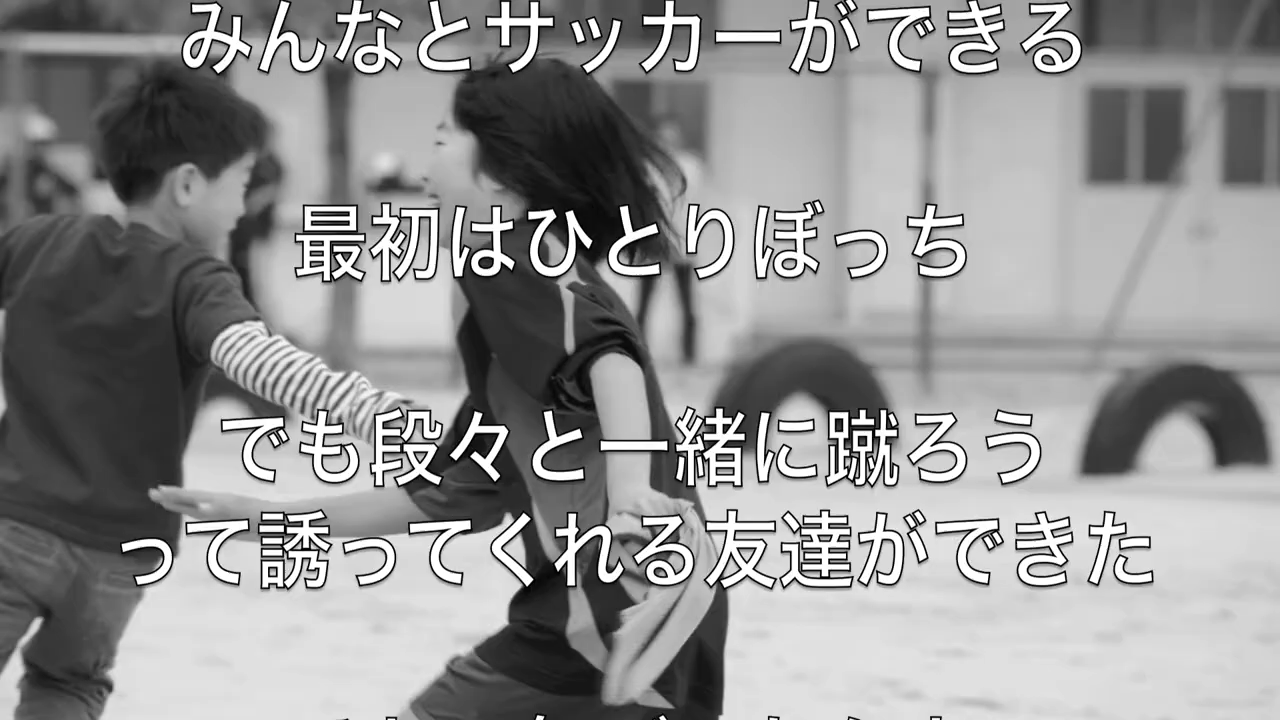 みんなとサッカーができる
最初はひとりぼっち
でも段々と一緒に蹴ろう
って誘ってくれる友達ができた